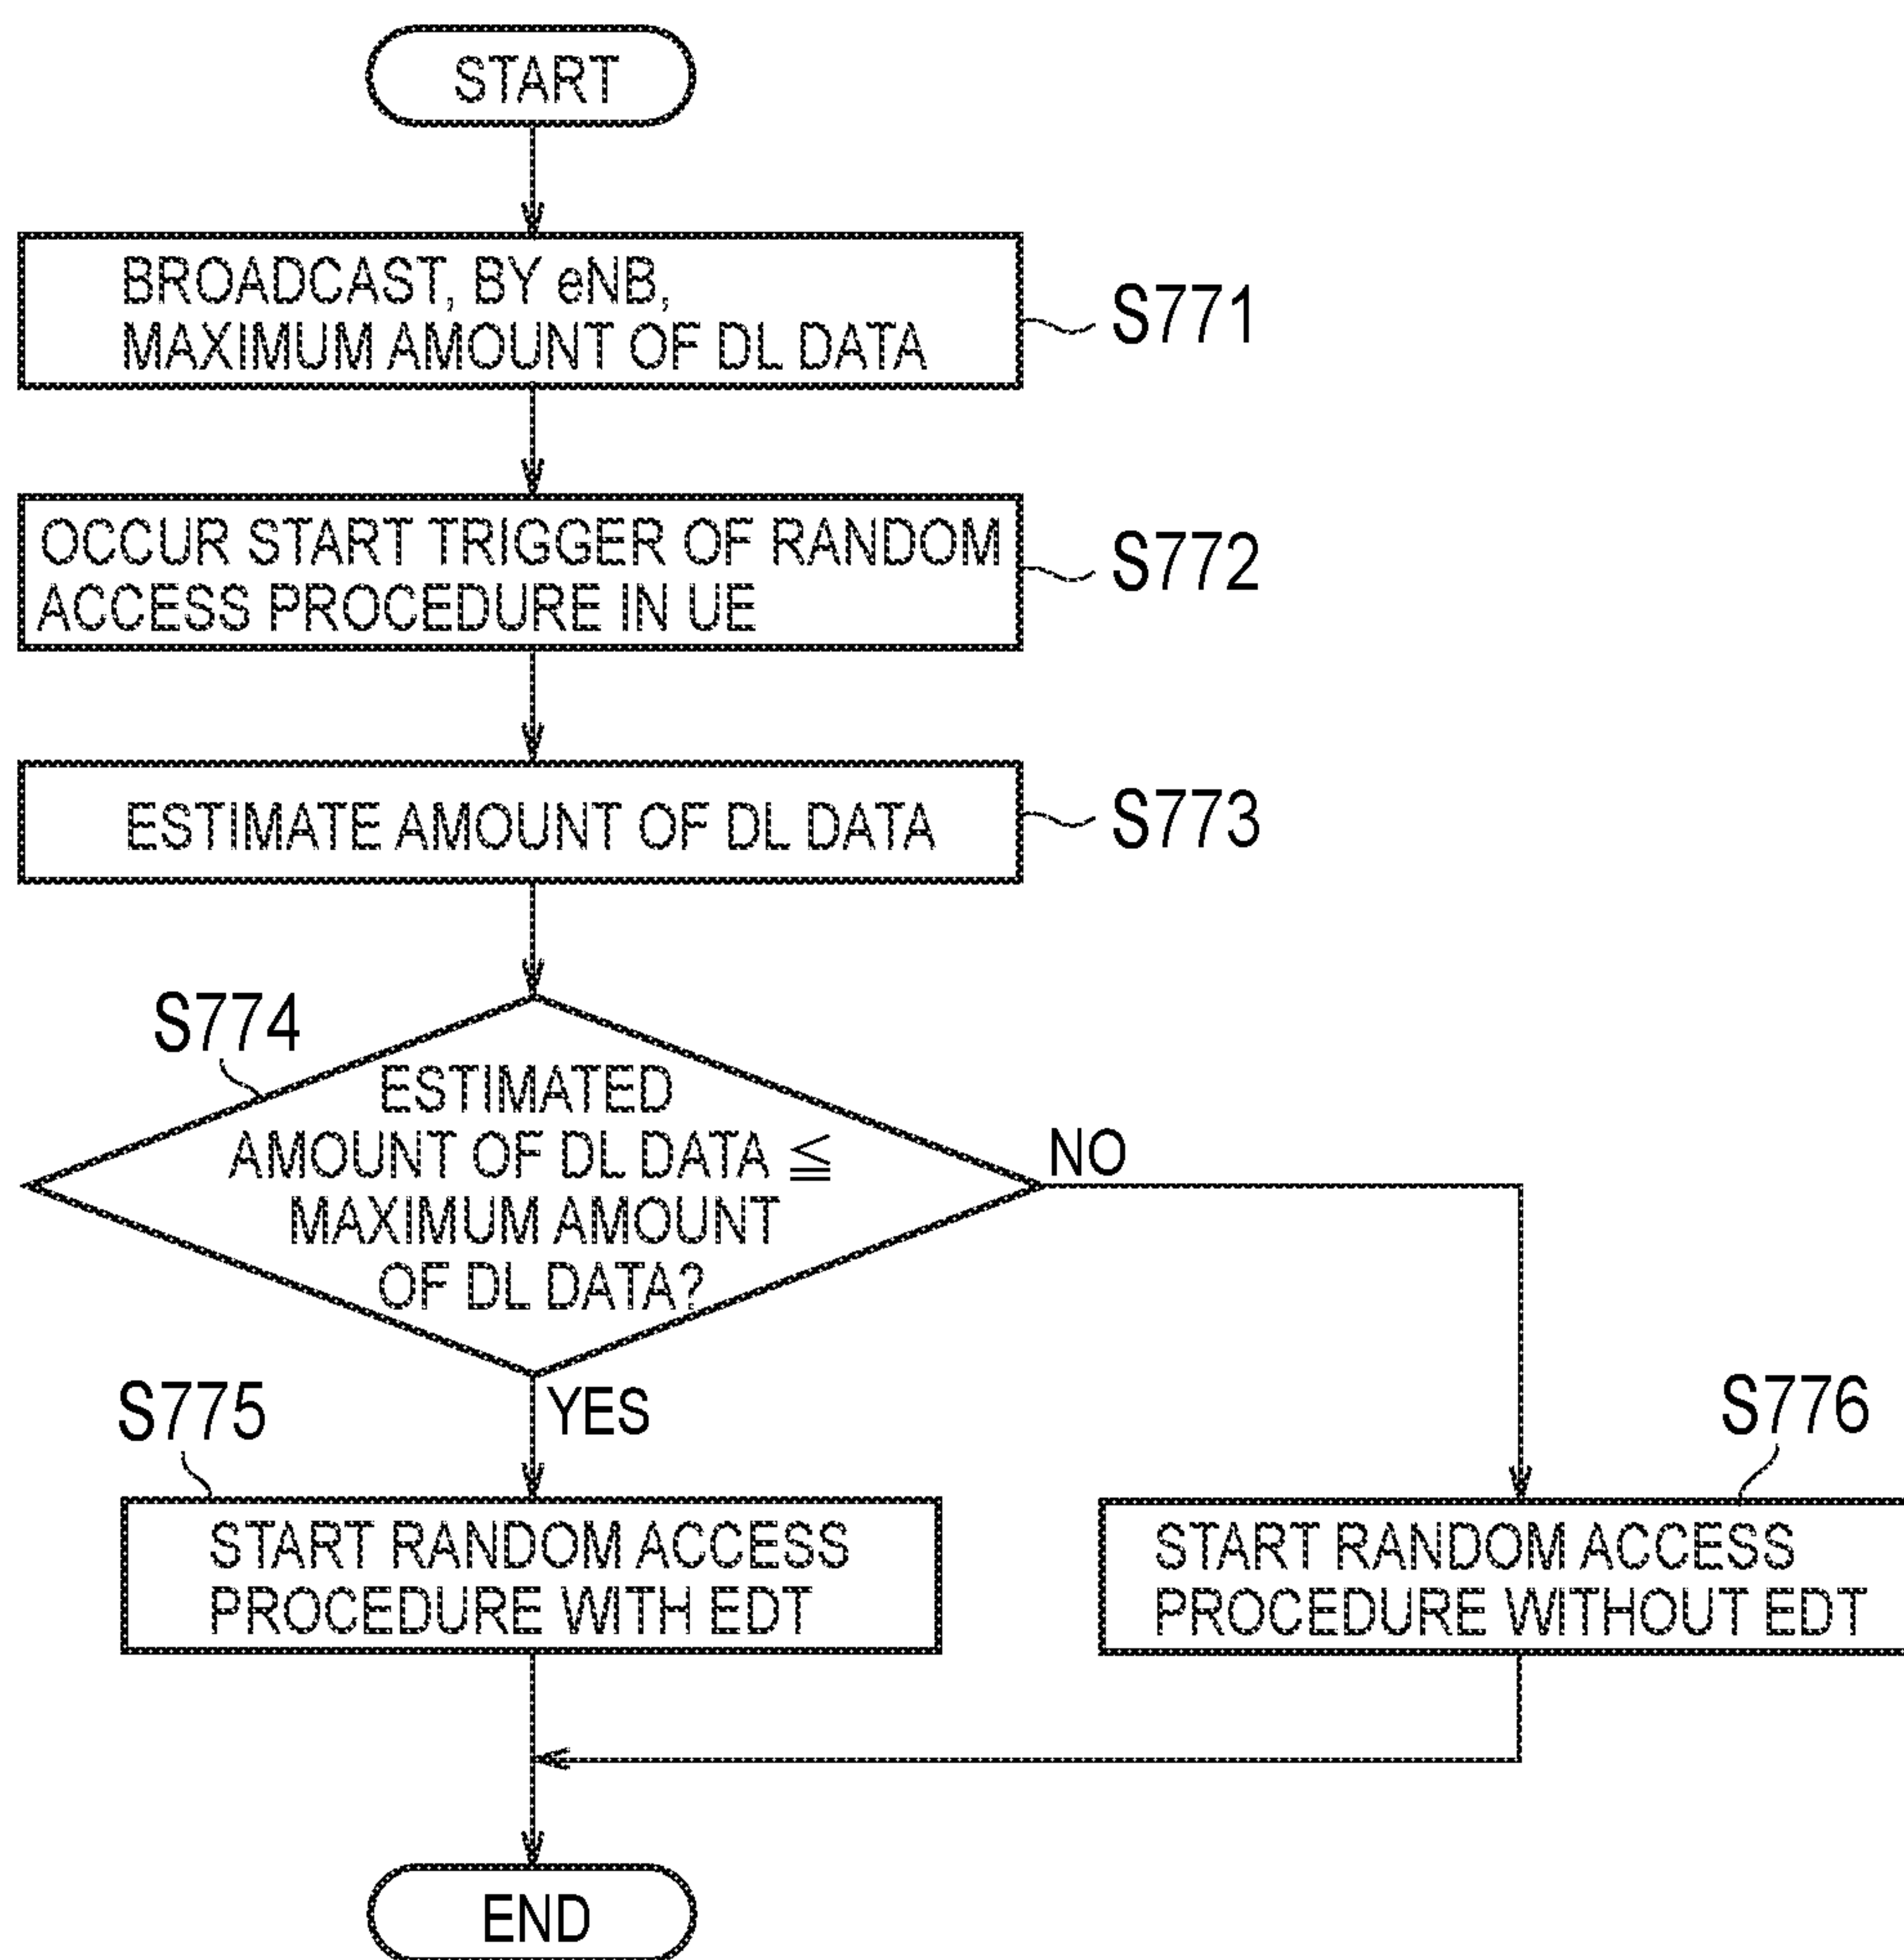 START
BROADCAST, BY eNB,
MAXIMUM AMOUNT OF DL DATA
S771
OCCUR START TRIGGER OF RANDOM
ACCESS PROCEDURE IN UE
S772
ESTIMATE AMOUNT OF DL DATA
S773
S774
ESTIMATED
AMOUNT OF DL DATA ≦
MAXIMUM AMOUNT
OF DL DATA?
NO
YES
S775
START RANDOM ACCESS
PROCEDURE WITH EDT
S776
START RANDOM ACCESS
PROCEDURE WITHOUT EDT
END